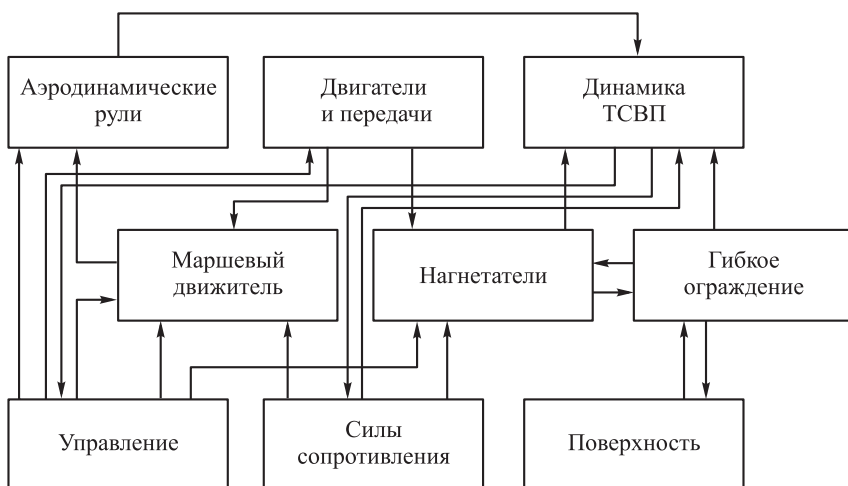 Аэродинамические
рули
Двигатели
и передачи
Динамика
ТСВП
Маршевый
движитель
Нагнетатели
Гибкое
ограждение
Управление
Силы
сопротивления
Поверхность